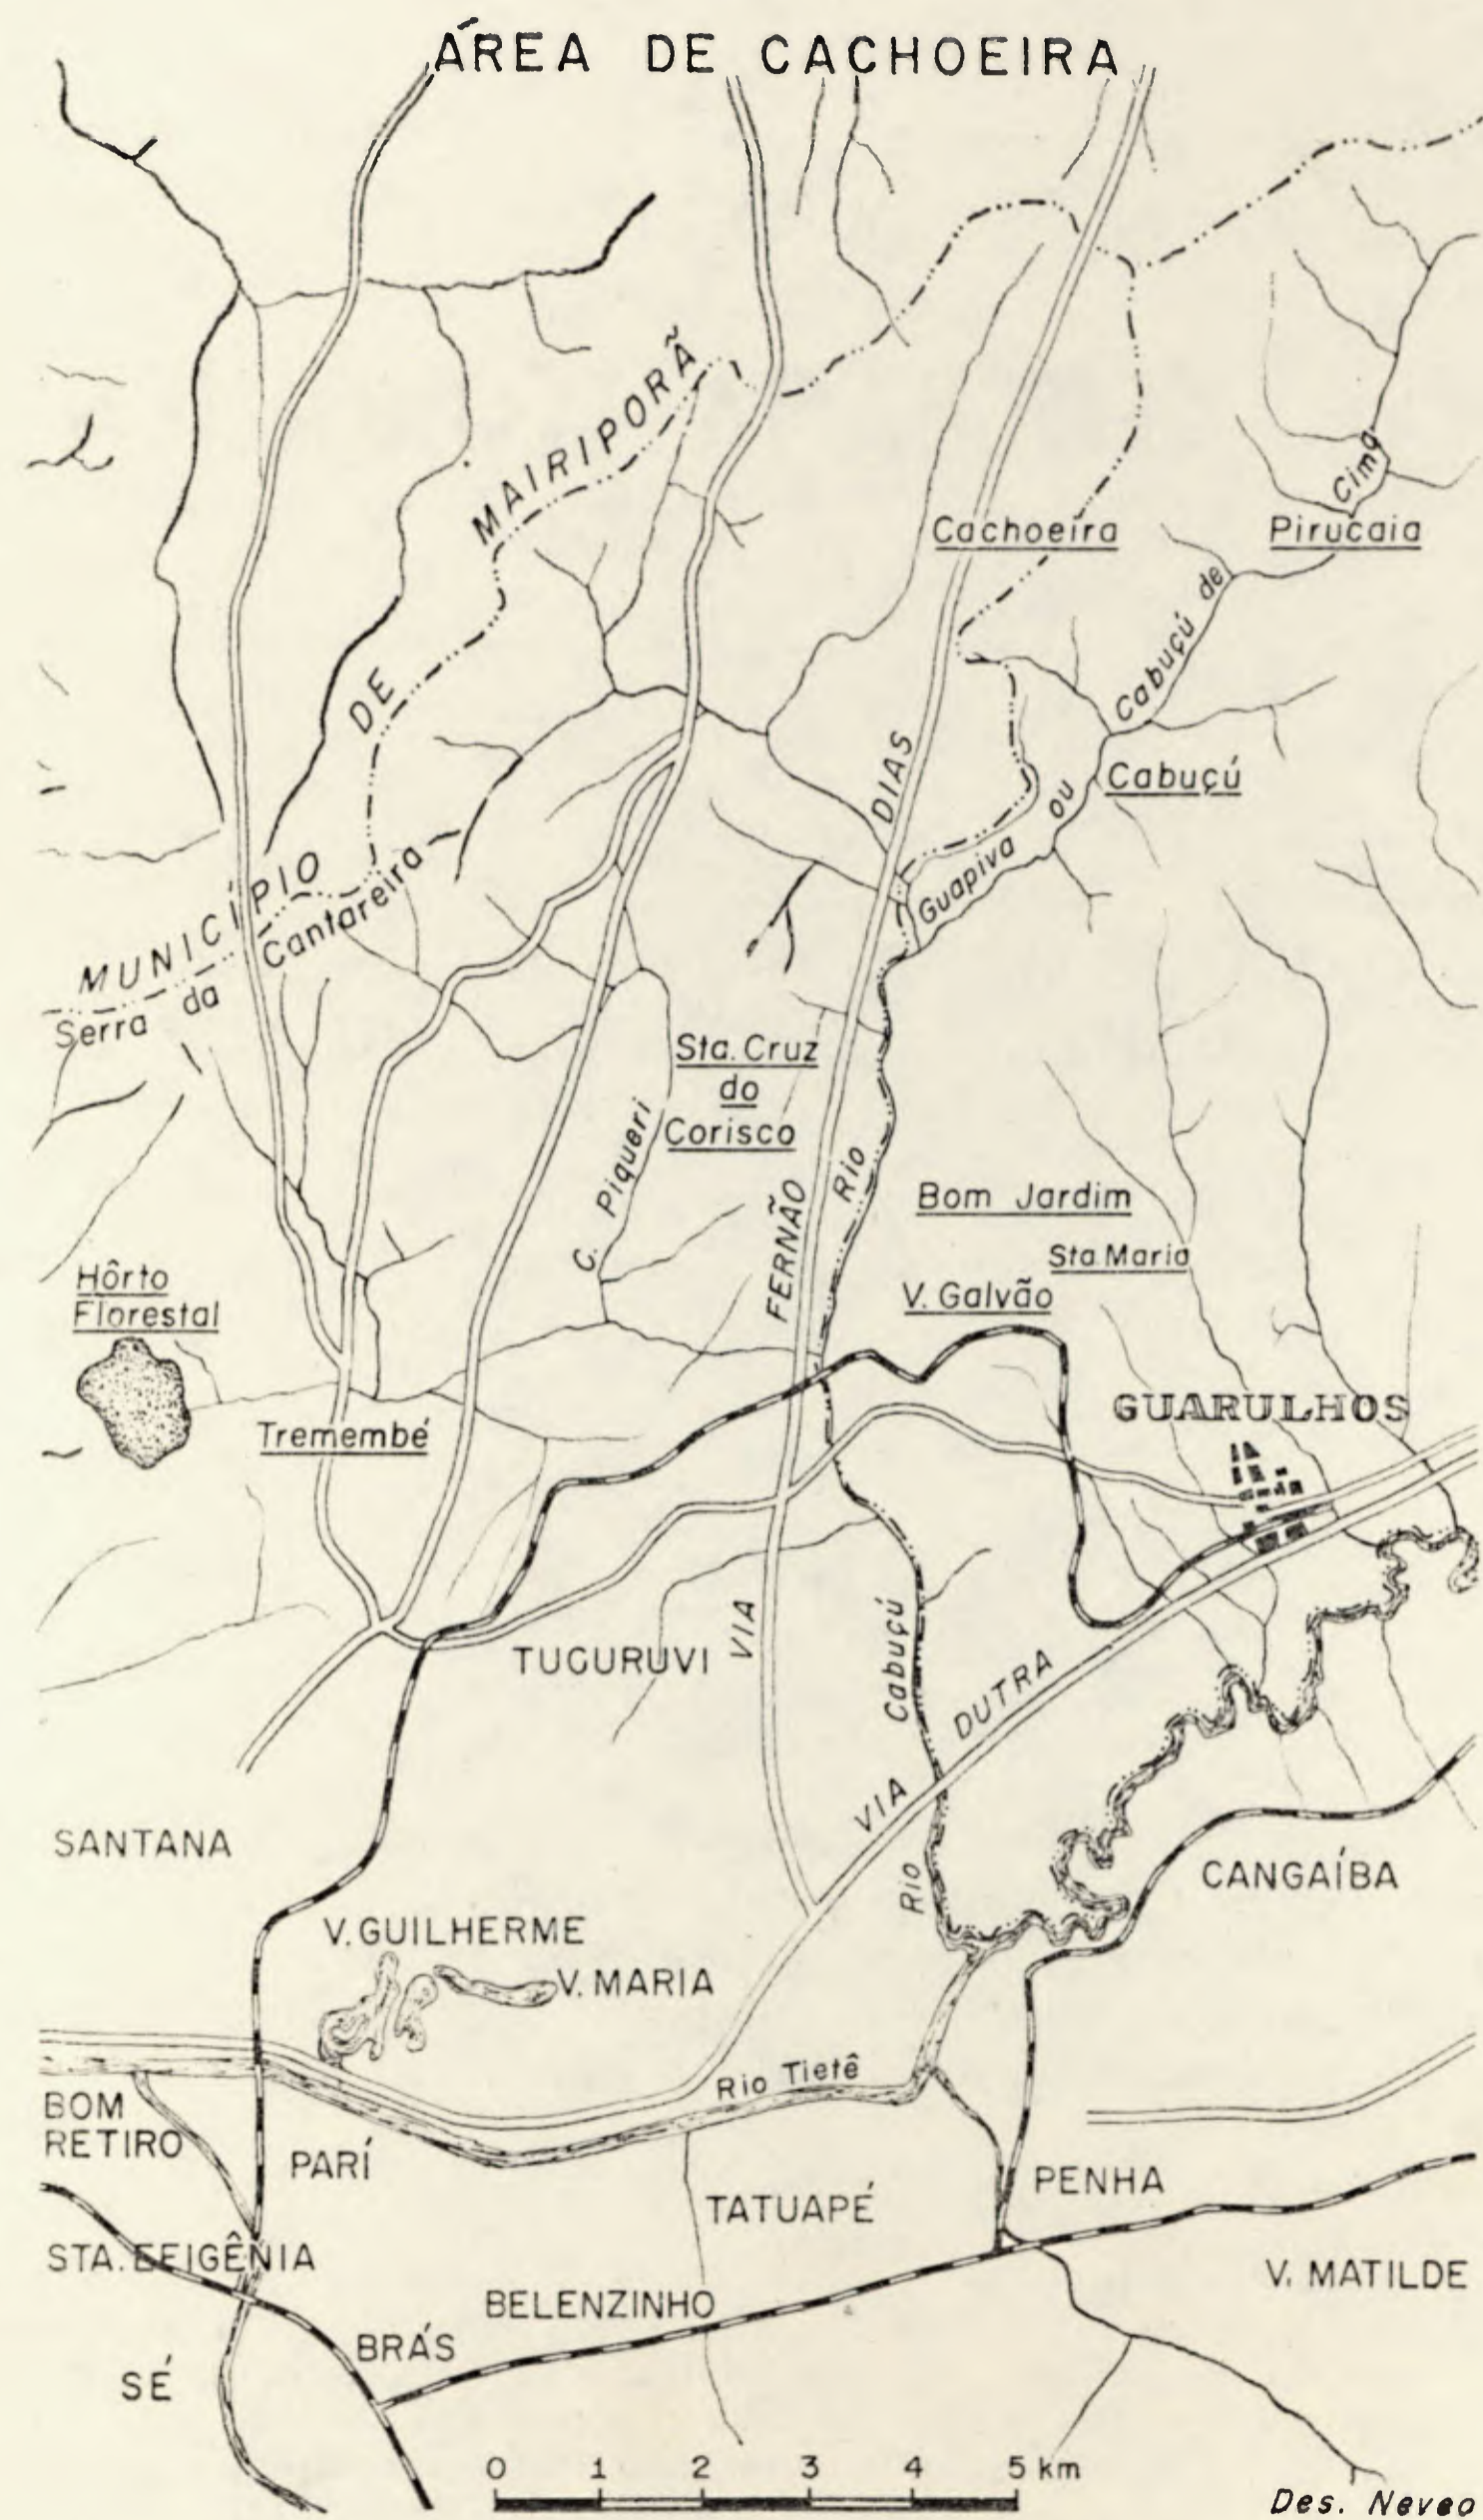 ÁREA DE CACHOEIRA
MUNICÍPIO DE MAIRIPORÃ
Serra da Cantareira
Cachoeira
Pirucaia
Rio Cabuçú de Cima
Guapiva ou
Cabuçú
Sta. Cruz
do
Corisco
C. Piqueri
VIA FERNÃO DIAS
Bom Jardim
Sta Maria
V. Galvão
Hôrto
Florestal
Tremembé
GUARULHOS
TUCURUVI
Rio Cabuçú
VIA DUTRA
SANTANA
CANGAÍBA
V. GUILHERME
V. MARIA
Rio Tietê
BOM
RETIRO
PARÍ
TATUAPÉ
PENHA
STA. EFIGÊNIA
BELENZINHO
V. MATILDE
BRÁS
SÉ
0 1 2 3 4 5 km
Des. Neveo